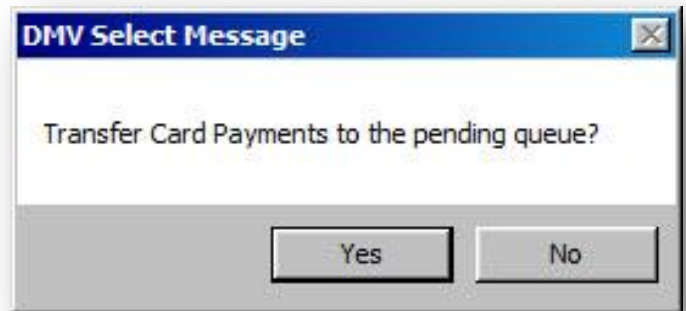 DMV Select Message
Transfer Card Payments to the pending queue?
Yes
No